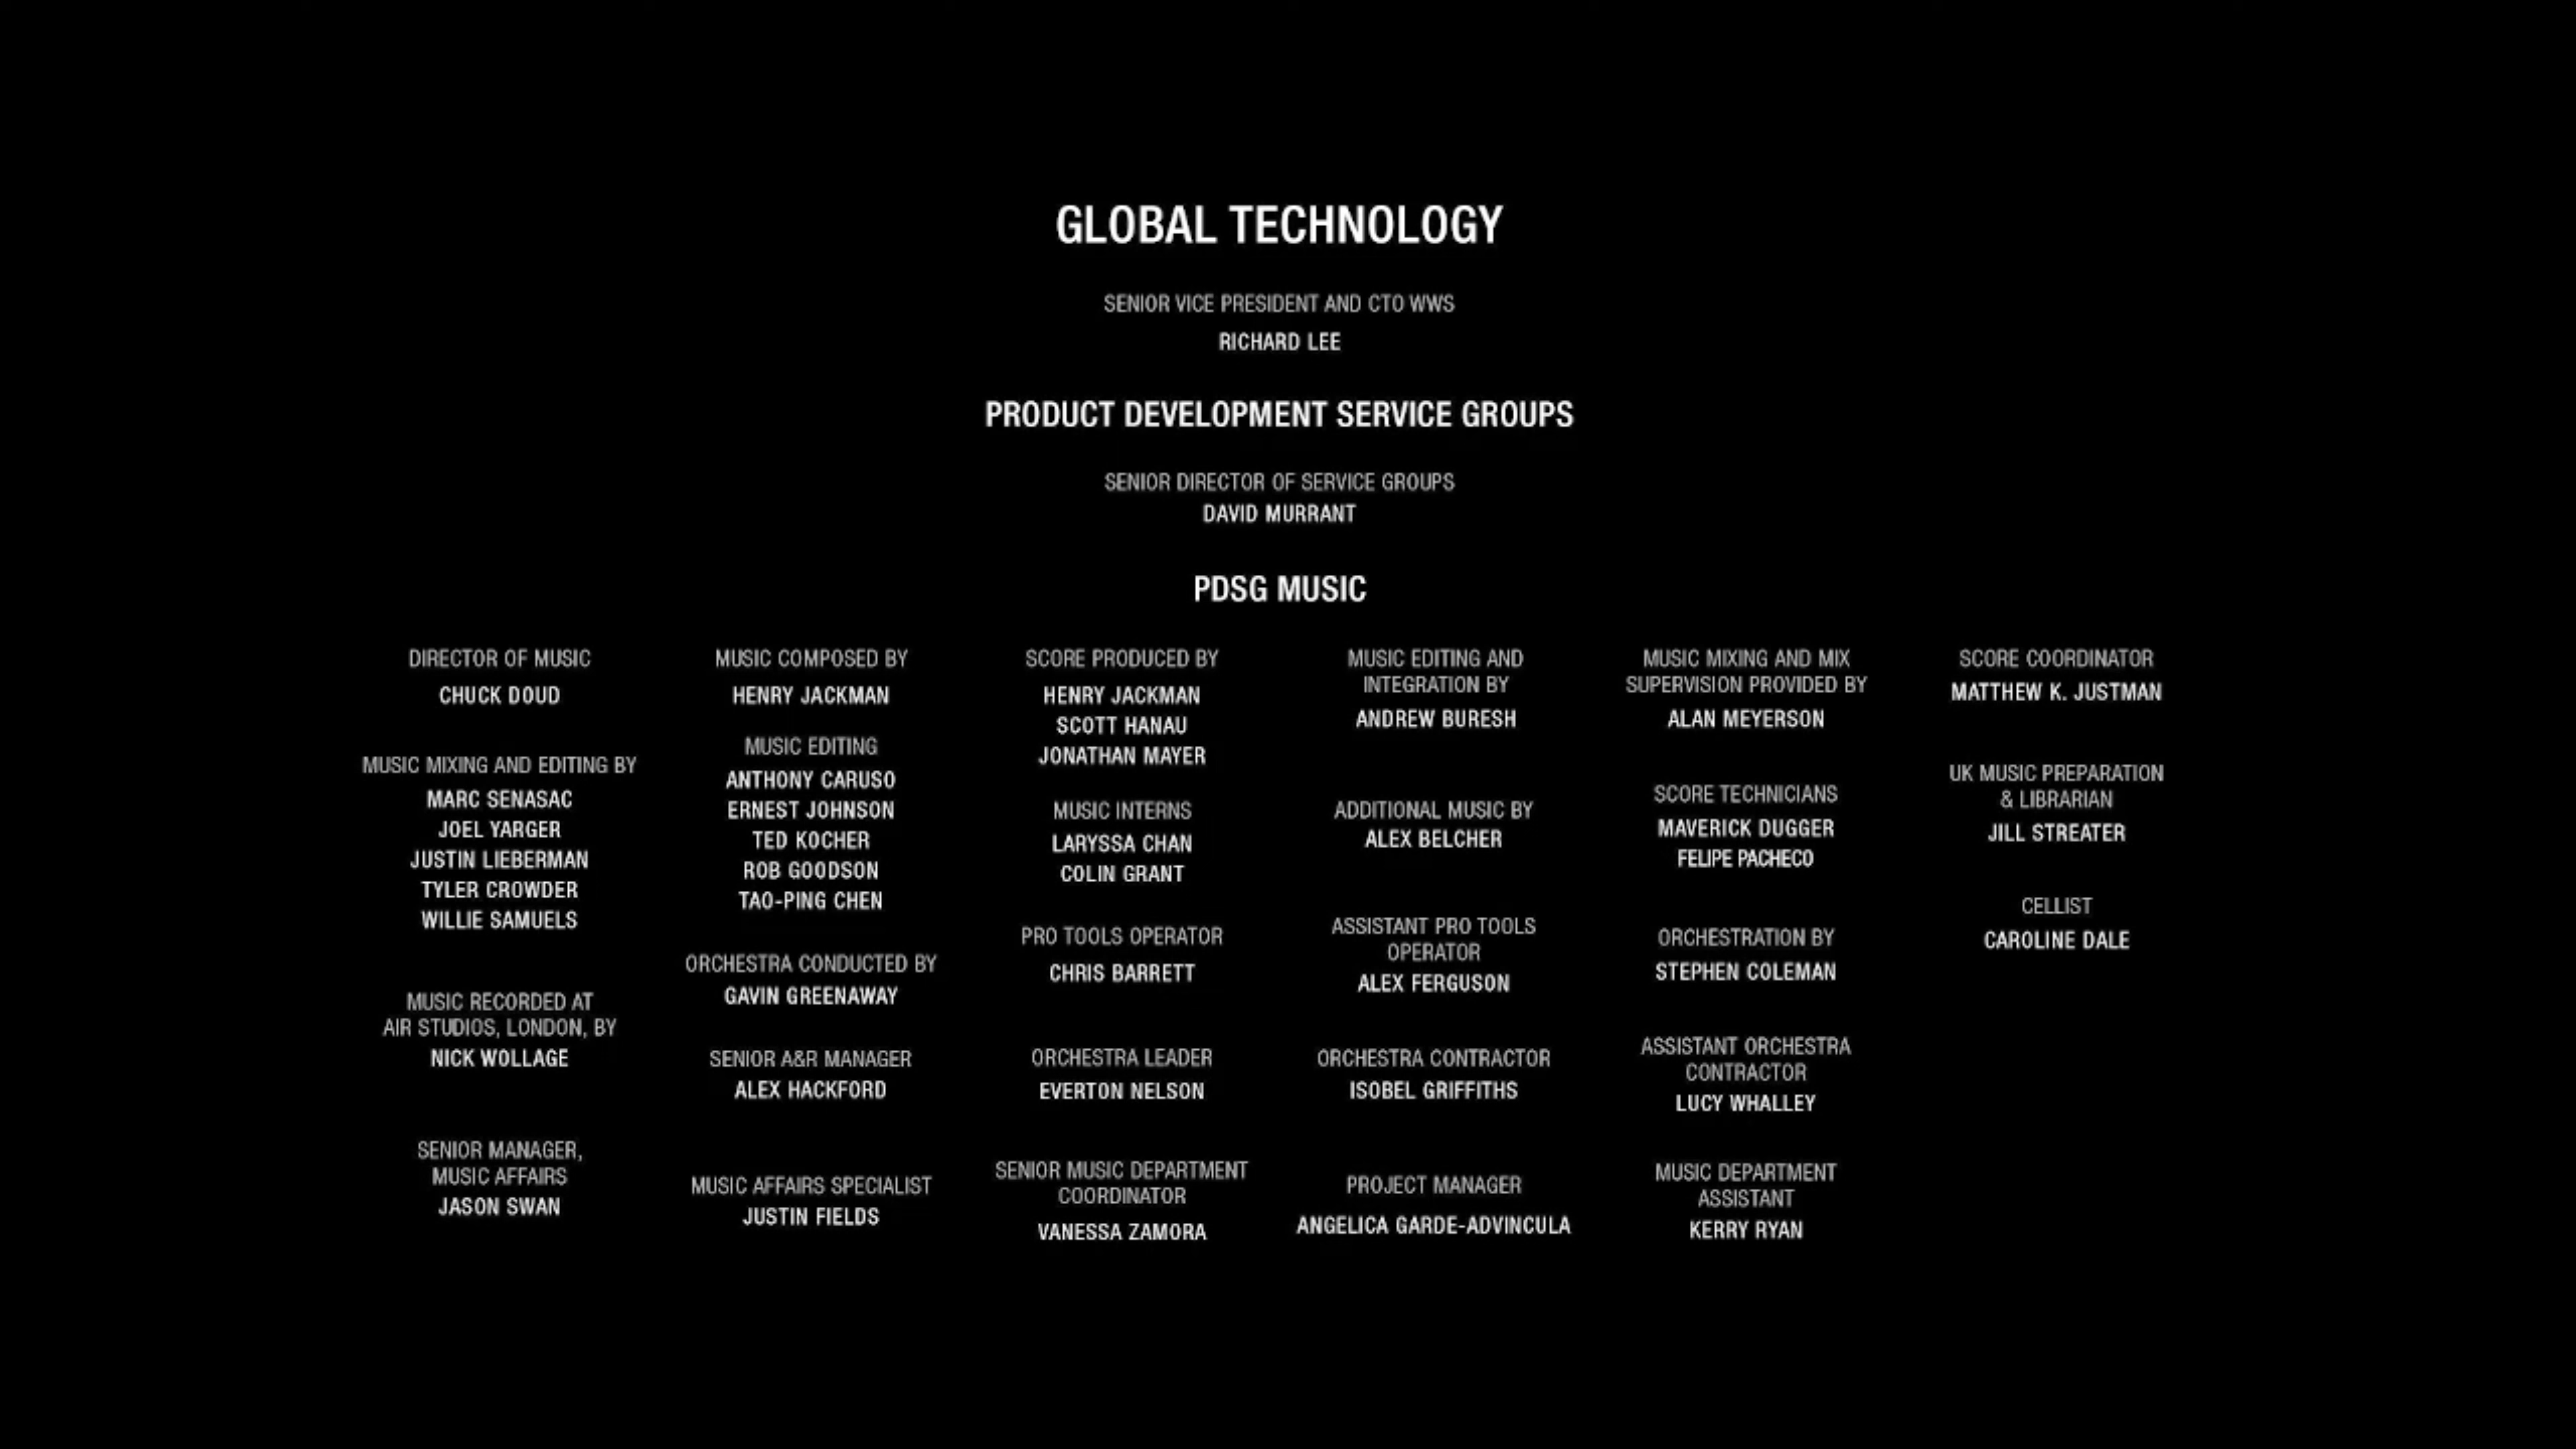 GLOBAL TECHNOLOGY
SENIOR VICE PRESIDENT AND CTO WWS
RICHARD LEE
PRODUCT DEVELOPMENT SERVICE GROUPS
SENIOR DIRECTOR OF SERVICE GROUPS
DAVID MURRANT
PDSG MUSIC
DIRECTOR OF MUSIC
CHUCK DOUD
MUSIC MIXING AND EDITING BY
MARC SENASAC
JOEL YARGER
JUSTIN LIEBERMAN
TYLER CROWDER
WILLIE SAMUELS
MUSIC RECORDED AT
AIR STUDIOS, LONDON, BY
NICK WOLLAGE
SENIOR MANAGER,
MUSIC AFFAIRS
JASON SWAN
MUSIC COMPOSED BY
HENRY JACKMAN
MUSIC EDITING
ANTHONY CARUSO
ERNEST JOHNSON
TED KOCHER
ROB GOODSON
TAO-PING CHEN
ORCHESTRA CONDUCTED BY
GAVIN GREENAWAY
SENIOR A&R MANAGER
ALEX HACKFORD
MUSIC AFFAIRS SPECIALIST
JUSTIN FIELDS
SCORE PRODUCED BY
HENRY JACKMAN
SCOTT HANAU
JONATHAN MAYER
MUSIC INTERNS
LARYSSA CHAN
COLIN GRANT
PRO TOOLS OPERATOR
CHRIS BARRETT
ORCHESTRA LEADER
EVERTON NELSON
SENIOR MUSIC DEPARTMENT
COORDINATOR
VANESSA ZAMORA
MUSIC EDITING AND
INTEGRATION BY
ANDREW BURESH
ADDITIONAL MUSIC BY
ALEX BELCHER
ASSISTANT PRO TOOLS
OPERATOR
ALEX FERGUSON
ORCHESTRA CONTRACTOR
ISOBEL GRIFFITHS
PROJECT MANAGER
ANGELICA GARDE-ADVINCULA
MUSIC MIXING AND MIX
SUPERVISION PROVIDED BY
ALAN MEYERSON
SCORE TECHNICIANS
MAVERICK DUGGER
FELIPE PACHECO
ORCHESTRATION BY
STEPHEN COLEMAN
ASSISTANT ORCHESTRA
CONTRACTOR
LUCY WHALLEY
MUSIC DEPARTMENT
ASSISTANT
KERRY RYAN
SCORE COORDINATOR
MATTHEW K. JUSTMAN
UK MUSIC PREPARATION
& LIBRARIAN
JILL STREATER
CELLIST
CAROLINE DALE